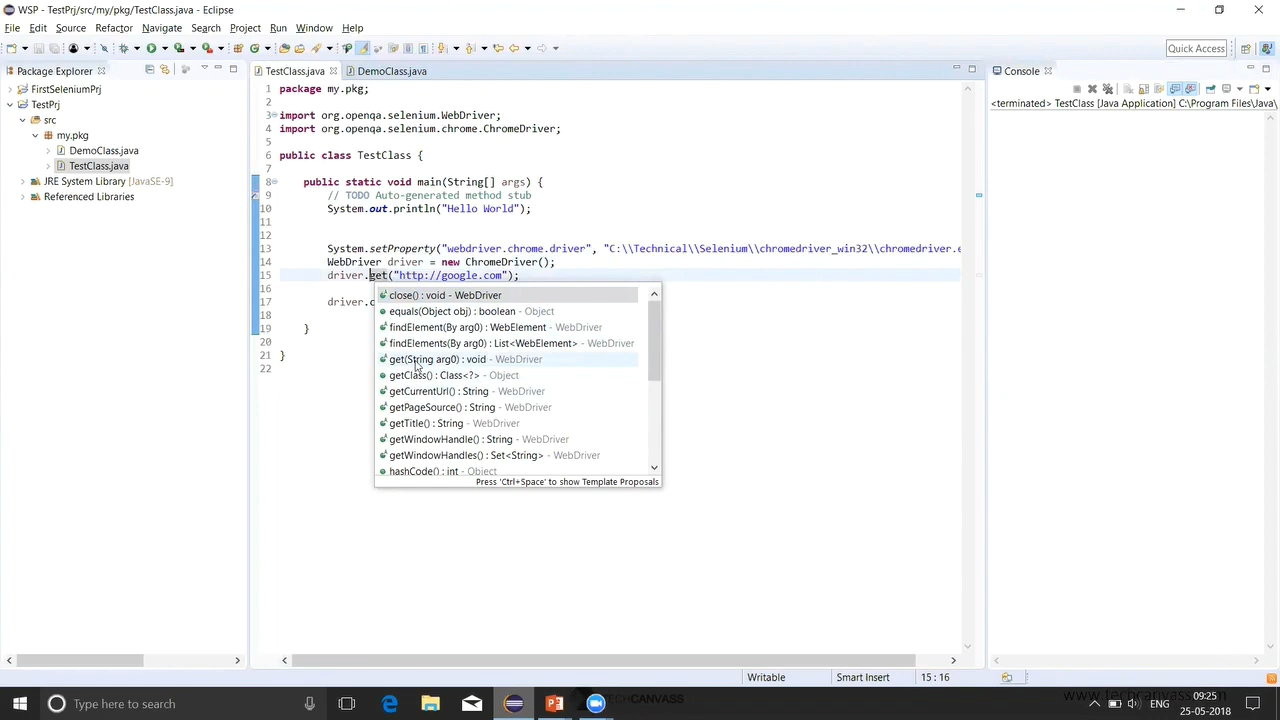 WSP - TestPrj/src/my/pkg/TestClass.java - Eclipse
File Edit Source Refactor Navigate Search Project Run Window Help
Quick Access
Package Explorer
FirstSeleniumPrj
TestPrj
src
my.pkg
DemoClass.java
TestClass.java
JRE System Library [JavaSE-9]
Referenced Libraries
TestClass.java DemoClass.java
1 package my.pkg;
2
3 import org.openqa.selenium.WebDriver;
4 import org.openqa.selenium.chrome.ChromeDriver;
5
6 public class TestClass {
7
8 public static void main(String[] args) {
9 // TODO Auto-generated method stub
10 System.out.println("Hello World");
11
12
13 System.setProperty("webdriver.chrome.driver", "C:\\Technical\\Selenium\\chromedriver_win32\\chromedriver.e
14 WebDriver driver = new ChromeDriver();
15 driver.get("http://google.com");
16
17 driver.c
18
19 }
20
21 }
22
close() : void - WebDriver
equals(Object obj) : boolean - Object
findElement(By arg0) : WebElement - WebDriver
findElements(By arg0) : List<WebElement> - WebDriver
get(String arg0) : void - WebDriver
getClass() : Class<?> - Object
getCurrentUrl() : String - WebDriver
getPageSource() : String - WebDriver
getTitle() : String - WebDriver
getWindowHandle() : String - WebDriver
getWindowHandles() : Set<String> - WebDriver
hashCode() : int - Object
Press 'Ctrl+Space' to show Template Proposals
Console
<terminated> TestClass [Java Application] C:\Program Files\Java\
Writable Smart Insert 15 : 16
Type here to search
TECHCANVASS
www.techcanvass.com
ENG
09:25
25-05-2018